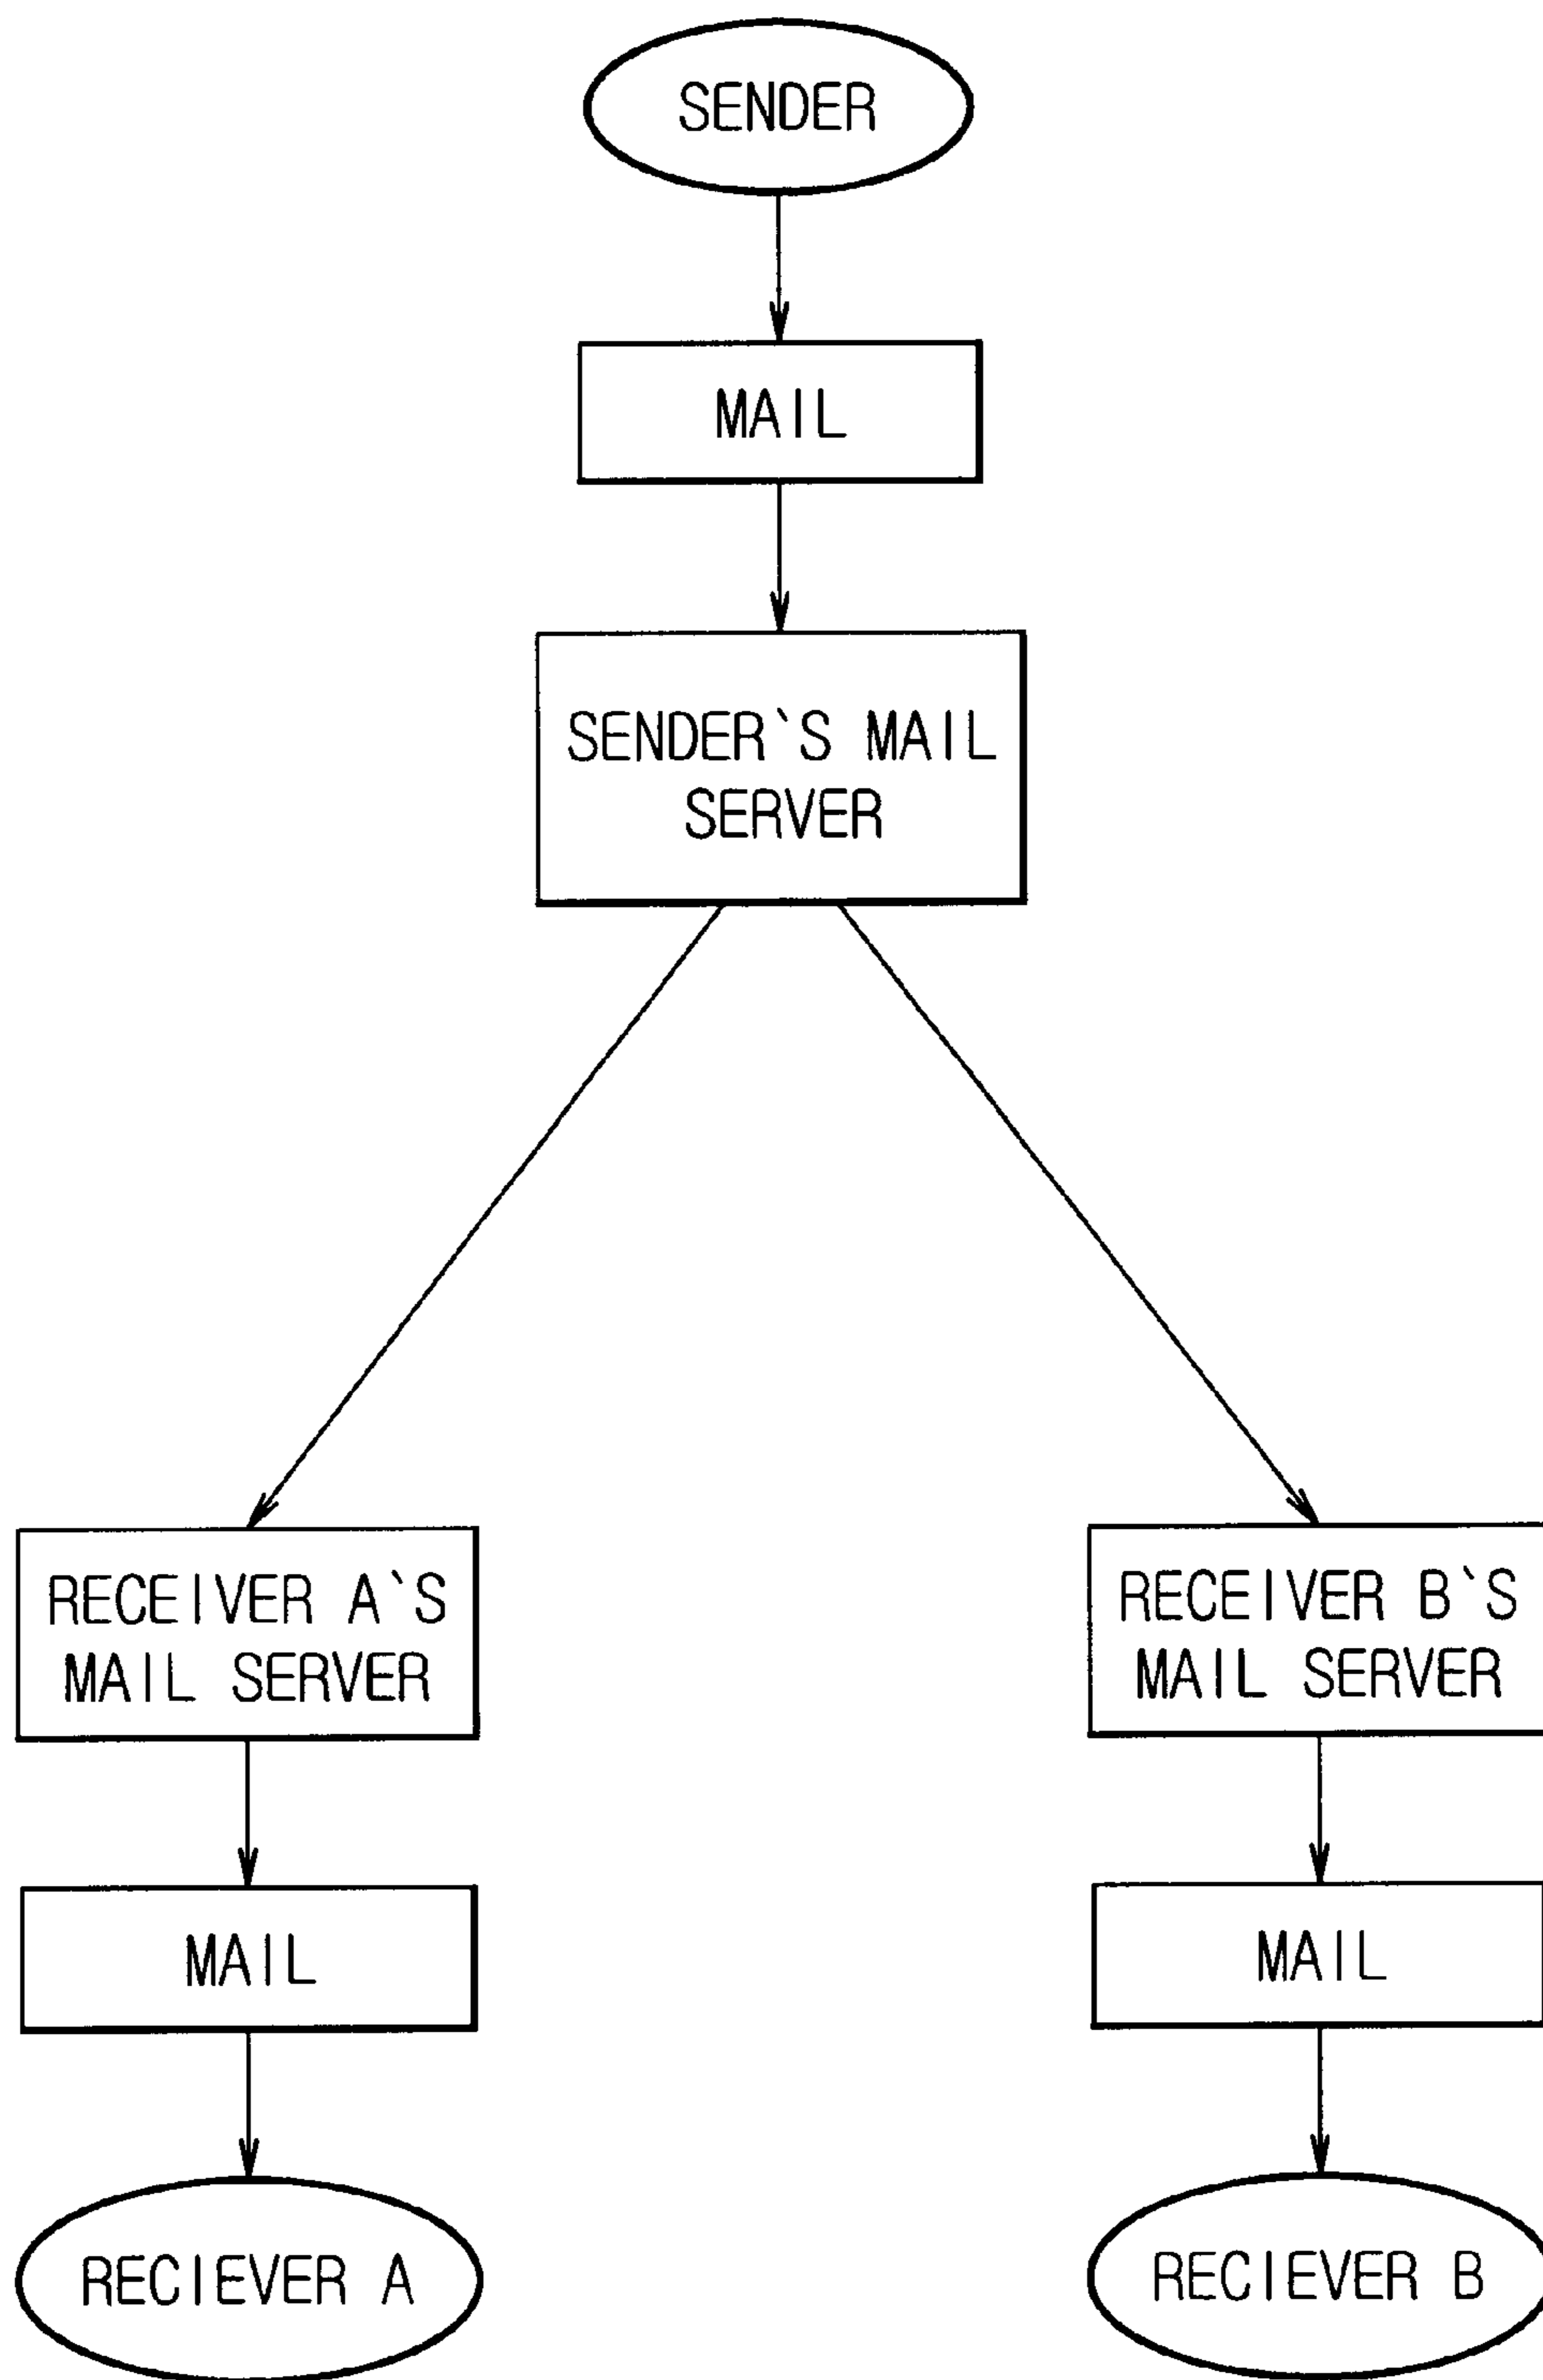 SENDER
MAIL
SENDER`S MAIL
SERVER
RECEIVER A`S
MAIL SERVER
RECEIVER B`S
MAIL SERVER
MAIL
MAIL
RECIEVER A
RECIEVER B